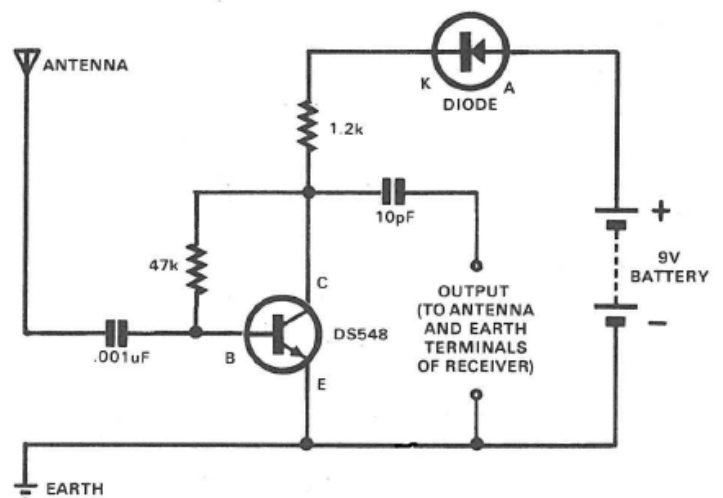 ANTENNA
K
A
DIODE
1.2k
10pF
+
9V
BATTERY
-
47k
C
OUTPUT
(TO ANTENNA
AND EARTH
TERMINALS
OF RECEIVER)
DS548
.001uF
B
E
EARTH